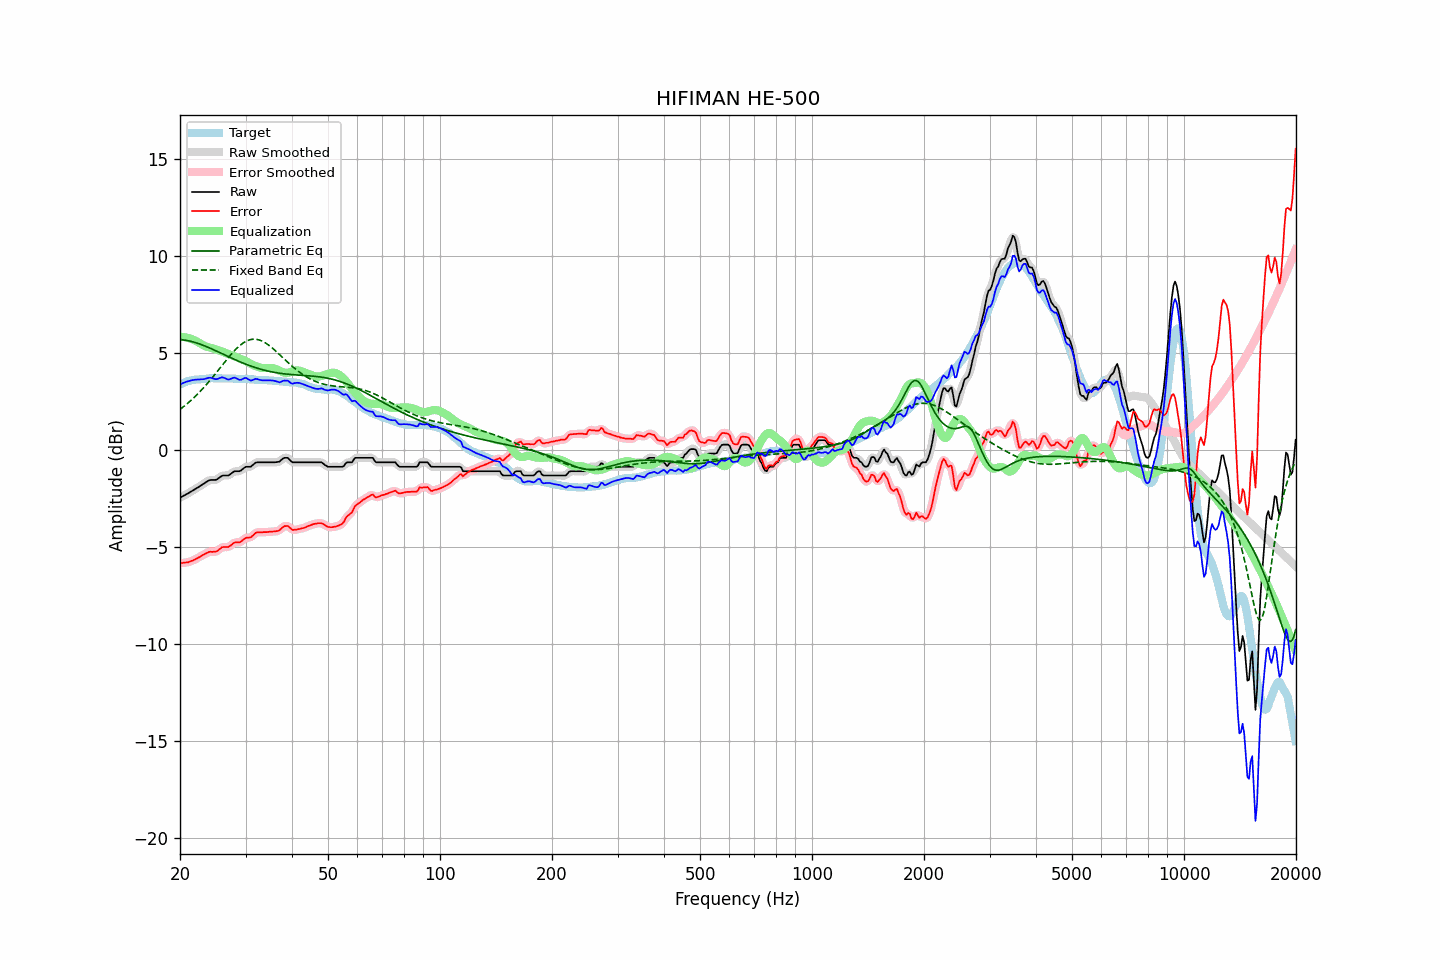 HIFIMAN HE-500
Target
Raw Smoothed
Error Smoothed
Raw
Error
Equalization
Parametric Eq
Fixed Band Eq
Equalized
Amplitude (dBr)
15
10
5
0
−5
−10
−15
−20
20
50
100
200
500
1000
2000
5000
10000
20000
Frequency (Hz)